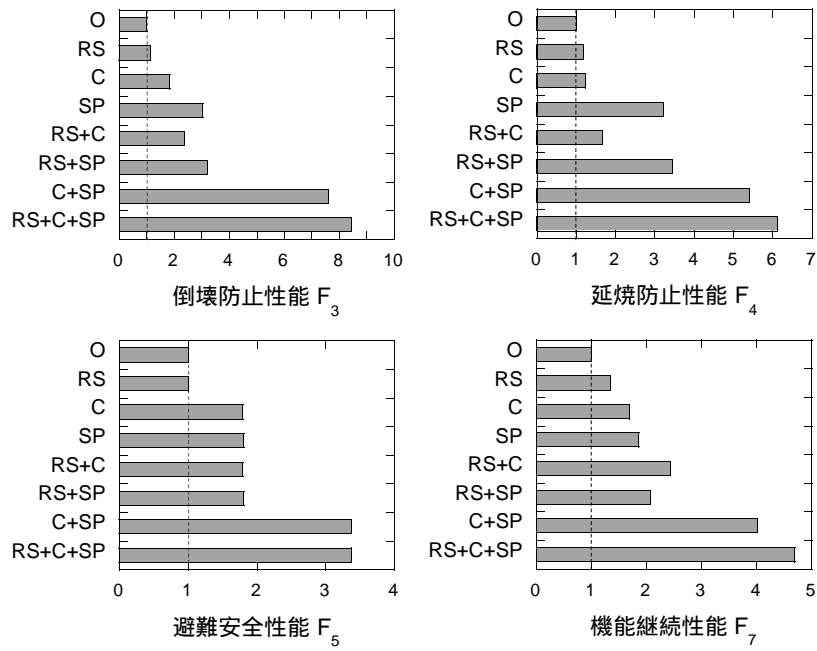 O
RS
C
SP
RS+C
RS+SP
C+SP
RS+C+SP
0 2 4 6 8 10
倒壊防止性能 F3
O
RS
C
SP
RS+C
RS+SP
C+SP
RS+C+SP
0 1 2 3 4 5 6 7
延焼防止性能 F4
O
RS
C
SP
RS+C
RS+SP
C+SP
RS+C+SP
0 1 2 3 4
避難安全性能 F5
O
RS
C
SP
RS+C
RS+SP
C+SP
RS+C+SP
0 1 2 3 4 5
機能継続性能 F7